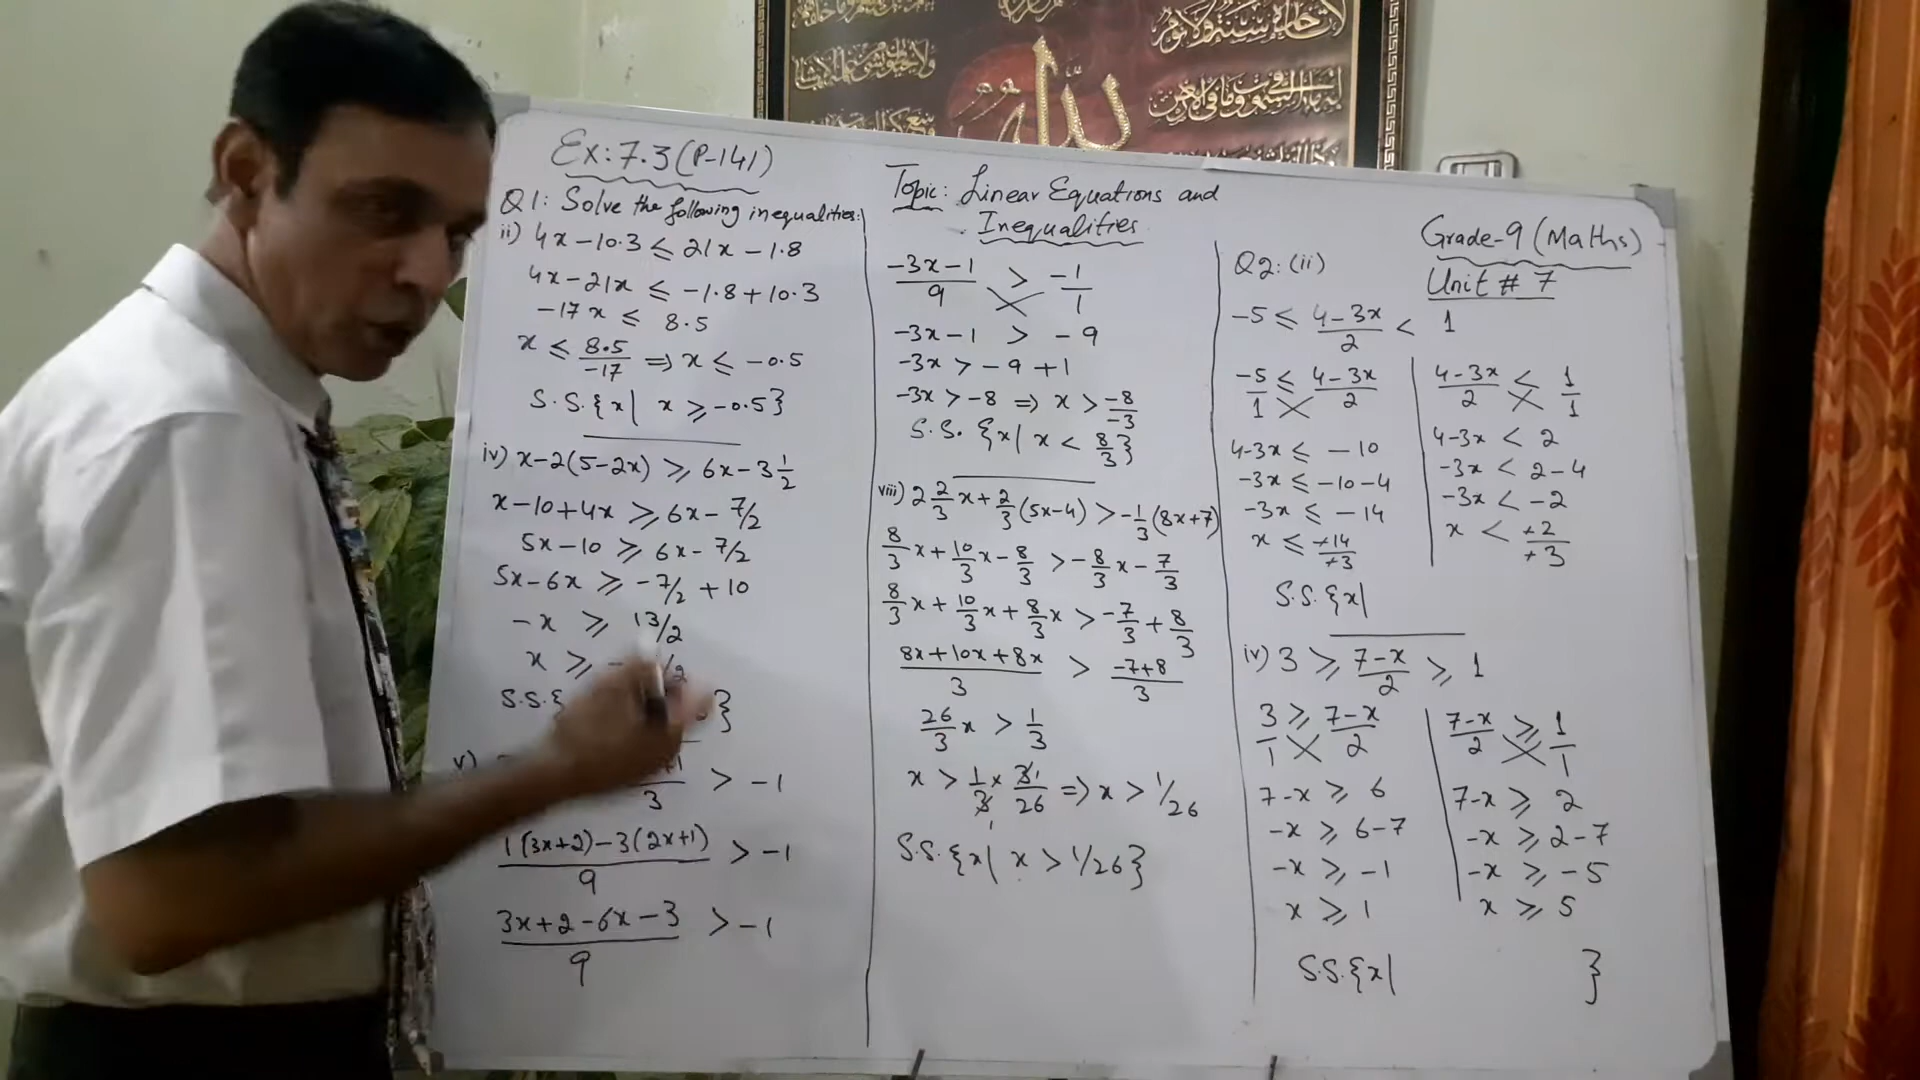 Ex: 7.3 (P-141)
Q1: Solve the following inequalities:
ii) 4x - 10.3 ⩽ 21x - 1.8
4x - 21x ⩽ -1.8 + 10.3
-17x ⩽ 8.5
x ⩽ 8.5/-17 ⇒ x ⩽ -0.5
S.S.{x| x ⩾ -0.5}
iv) x - 2(5 - 2x) ⩾ 6x - 3 1/2
x - 10 + 4x ⩾ 6x - 7/2
5x - 10 ⩾ 6x - 7/2
5x - 6x ⩾ -7/2 + 10
-x ⩾ 13/2
x ⩾ - /2
S.S.{ }
v) /3 > -1
1(3x+2) - 3(2x+1)/9 > -1
3x + 2 - 6x - 3/9 > -1
Topic: Linear Equations and
Inequalities
-3x - 1/9 > -1/1
-3x - 1 > -9
-3x > -9 + 1
-3x > -8 ⇒ x > -8/-3
S.S. {x| x < 8/3}
viii) 2 2/3 x + 2/3 (5x - 4) > -1/3 (8x + 7)
8/3 x + 10/3 x - 8/3 > -8/3 x - 7/3
8/3 x + 10/3 x + 8/3 x > -7/3 + 8/3
8x + 10x + 8x/3 > -7 + 8/3
26/3 x > 1/3
x > 1/3 × 31/26 ⇒ x > 1/26
S.S.{x| x > 1/26}
Grade-9 (Maths)
Unit # 7
Q2: (ii)
-5 ⩽ 4 - 3x/2 < 1
-5/1 ⩽ 4 - 3x/2
4 - 3x ⩽ -10
-3x ⩽ -10 - 4
-3x ⩽ -14
x ⩽ +14/+3
4 - 3x/2 < 1/1
4 - 3x < 2
-3x < 2 - 4
-3x < -2
x < +2/+3
S.S.{x|
iv) 3 ⩾ 7 - x/2 ⩾ 1
3/1 ⩾ 7 - x/2
7 - x ⩾ 6
-x ⩾ 6 - 7
-x ⩾ -1
x ⩾ 1
7 - x/2 ⩾ 1/1
7 - x ⩾ 2
-x ⩾ 2 - 7
-x ⩾ -5
x ⩾ 5
S.S.{x| }